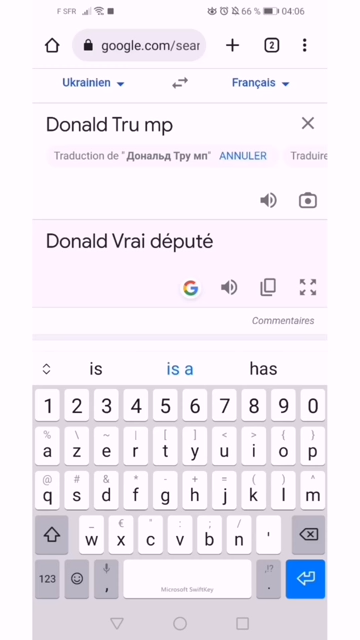 F SFR 66 % 04:06
google.com/sear 2
Ukrainien Français
Donald Tru mp
Traduction de "Дональд Тру мп" ANNULER Traduire
Donald Vrai député
Commentaires
is is a has
1 2 3 4 5 6 7 8 9 0
% \ ~ | [ ] < > { }
a z e r t y u i o p
@ # & * - + = ( ) ^
q s d f g h j k l m
_ € " : ; / 
w x c v b n '
123 , Microsoft SwiftKey ,!? .